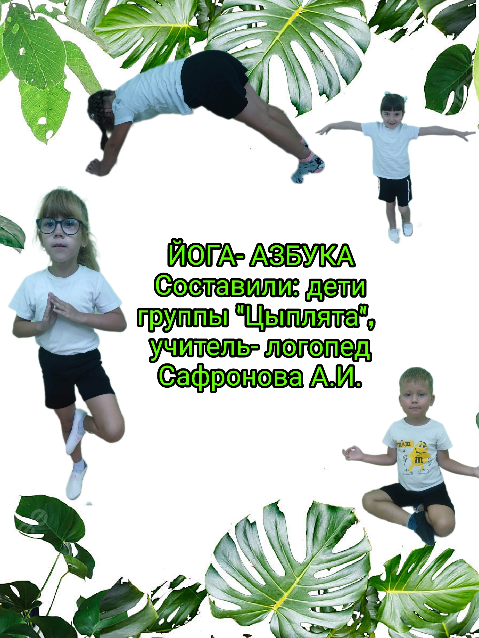 ЙОГА- АЗБУКА
Составили: дети
группы "Цыплята",
учитель- логопед
Сафронова А.И.
m